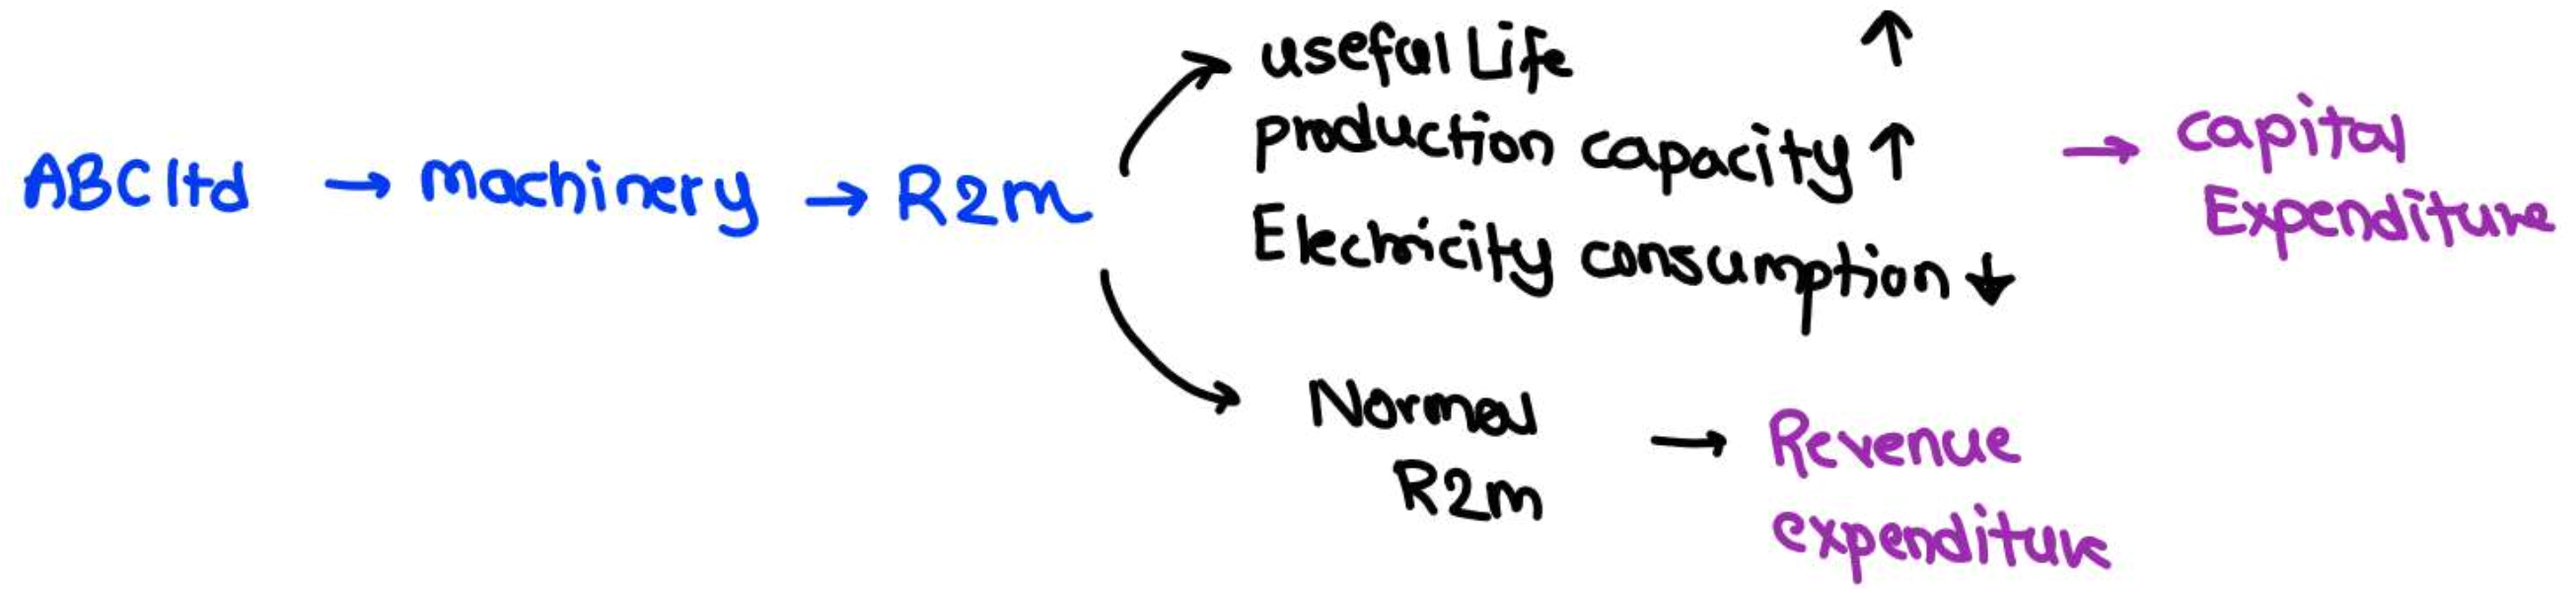 ABC ltd → Machinery → R2m
useful Life ↑
production capacity ↑
Electricity consumption ↓
→ capital
Expenditure
Normal
R2m
→ Revenue
expenditure